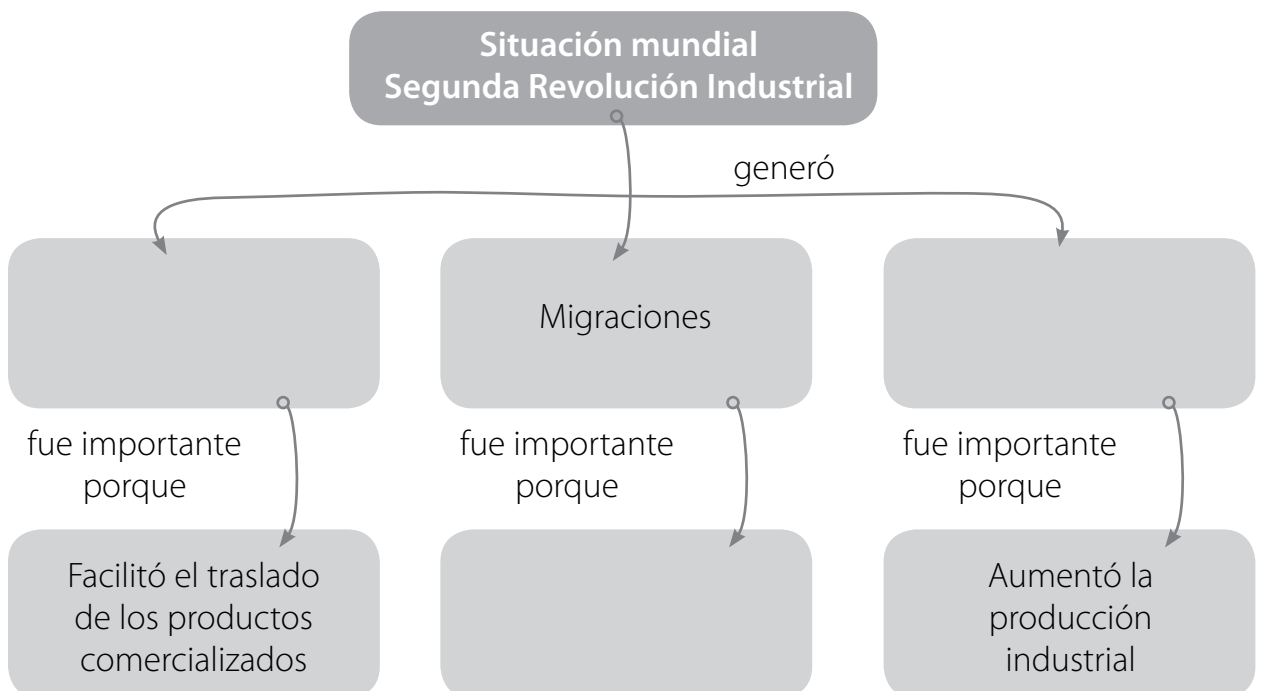 Situación mundial
Segunda Revolución Industrial
generó
Migraciones
fue importante
porque
fue importante
porque
fue importante
porque
Facilitó el traslado
de los productos
comercializados
Aumentó la
producción
industrial